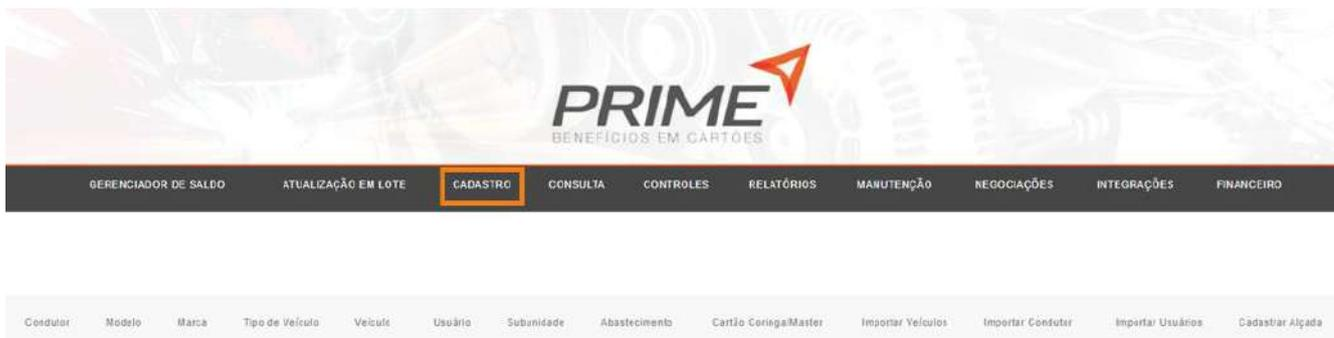 PRIME
BENEFÍCIOS EM CARTÕES
GERENCIADOR DE SALDO ATUALIZAÇÃO EM LOTE CADASTRO CONSULTA CONTROLES RELATÓRIOS MANUTENÇÃO NEGOCIAÇÕES INTEGRAÇÕES FINANCEIRO
Condutor Modelo Marca Tipo de Veículo Veículo Usuário Subunidade Abastecimento Cartão Coringa/Master Importar Veículos Importar Condutor Importar Usuários Cadastrar Alçada